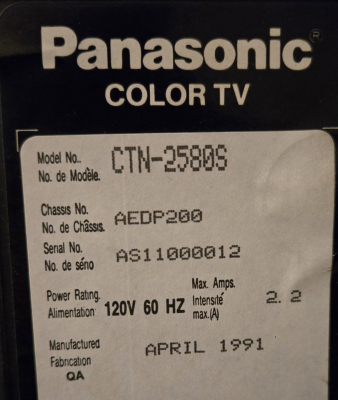 Panasonic
COLOR TV
Model No..
No. de Modèle.
CTN-2580S
Chassis No.
No. de Châssis.
AEDP200
Serial No.
No. de séno
AS11000012
Power Rating.
Alimentation:
120V 60 HZ
Max. Amps.
Intensité
max.(A)
2.2
Manufactured
Fabrication
APRIL 1991
QA